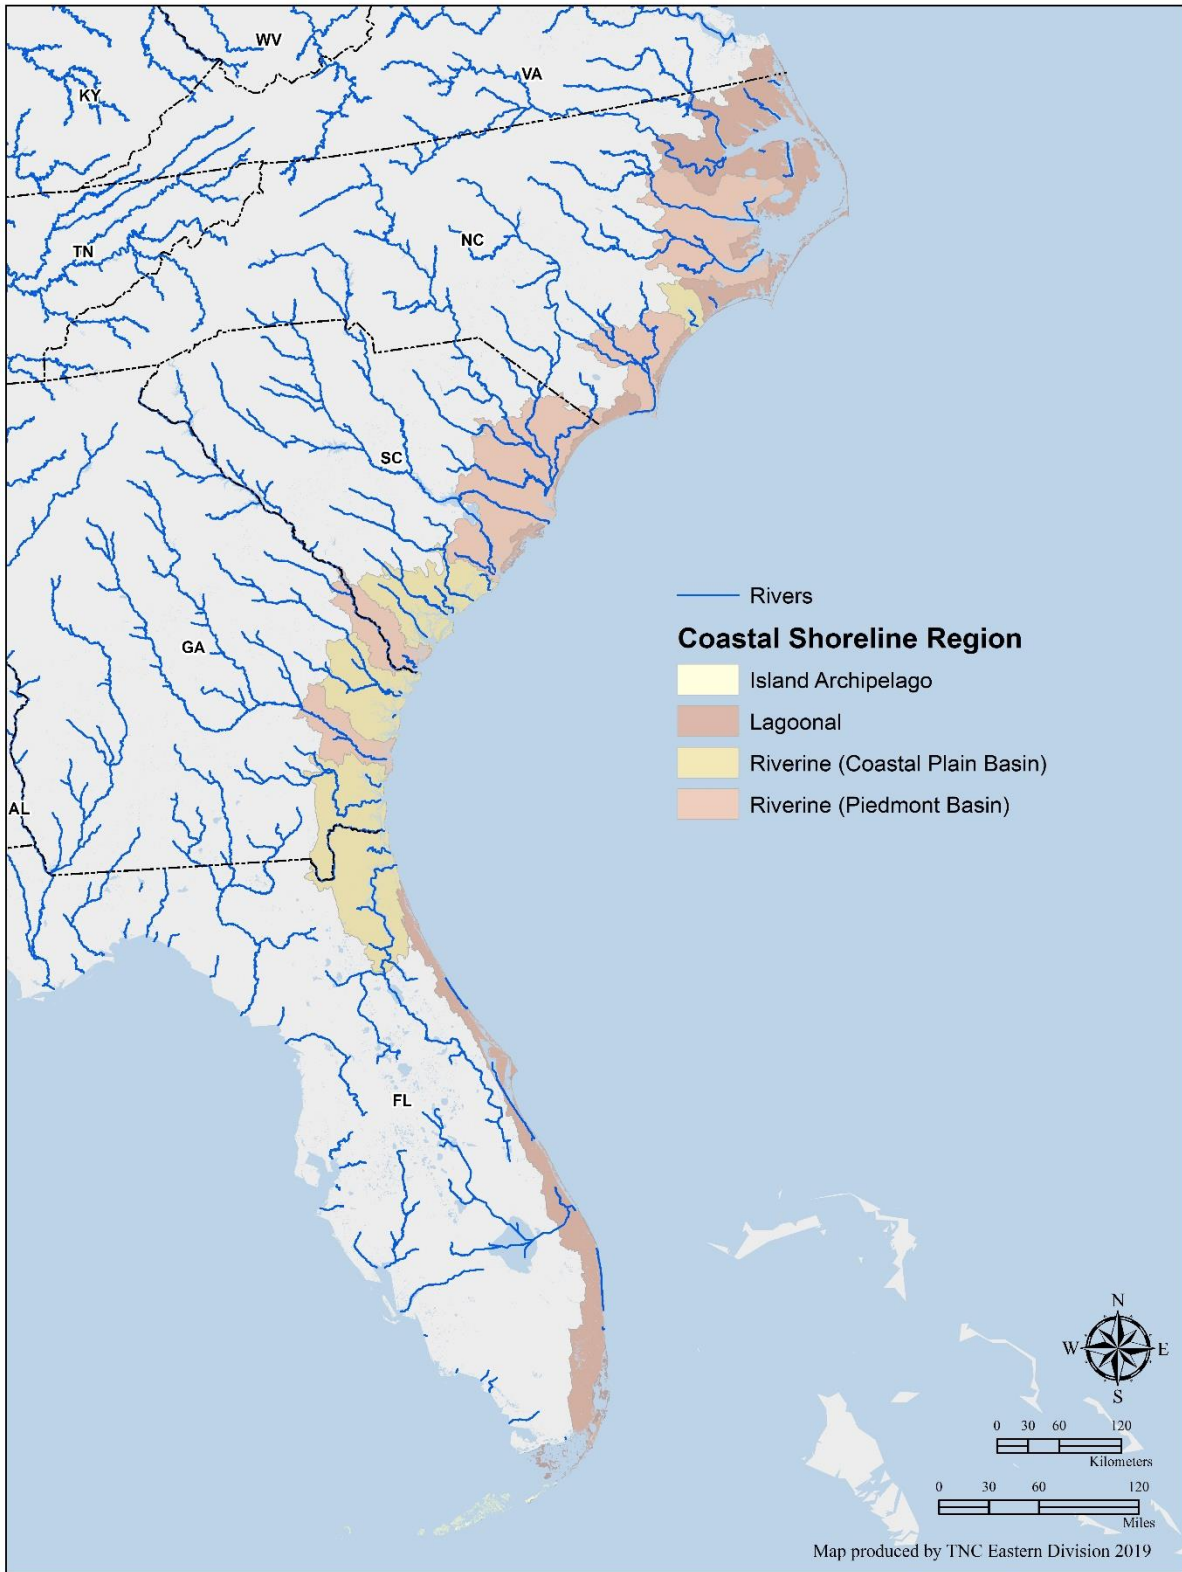 WV
VA
KY
NC
TN
SC
GA
AL
FL
Rivers
Coastal Shoreline Region
Island Archipelago
Lagoonal
Riverine (Coastal Plain Basin)
Riverine (Piedmont Basin)
N
W E
S
0 30 60 120
Kilometers
0 30 60 120
Miles
Map produced by TNC Eastern Division 2019